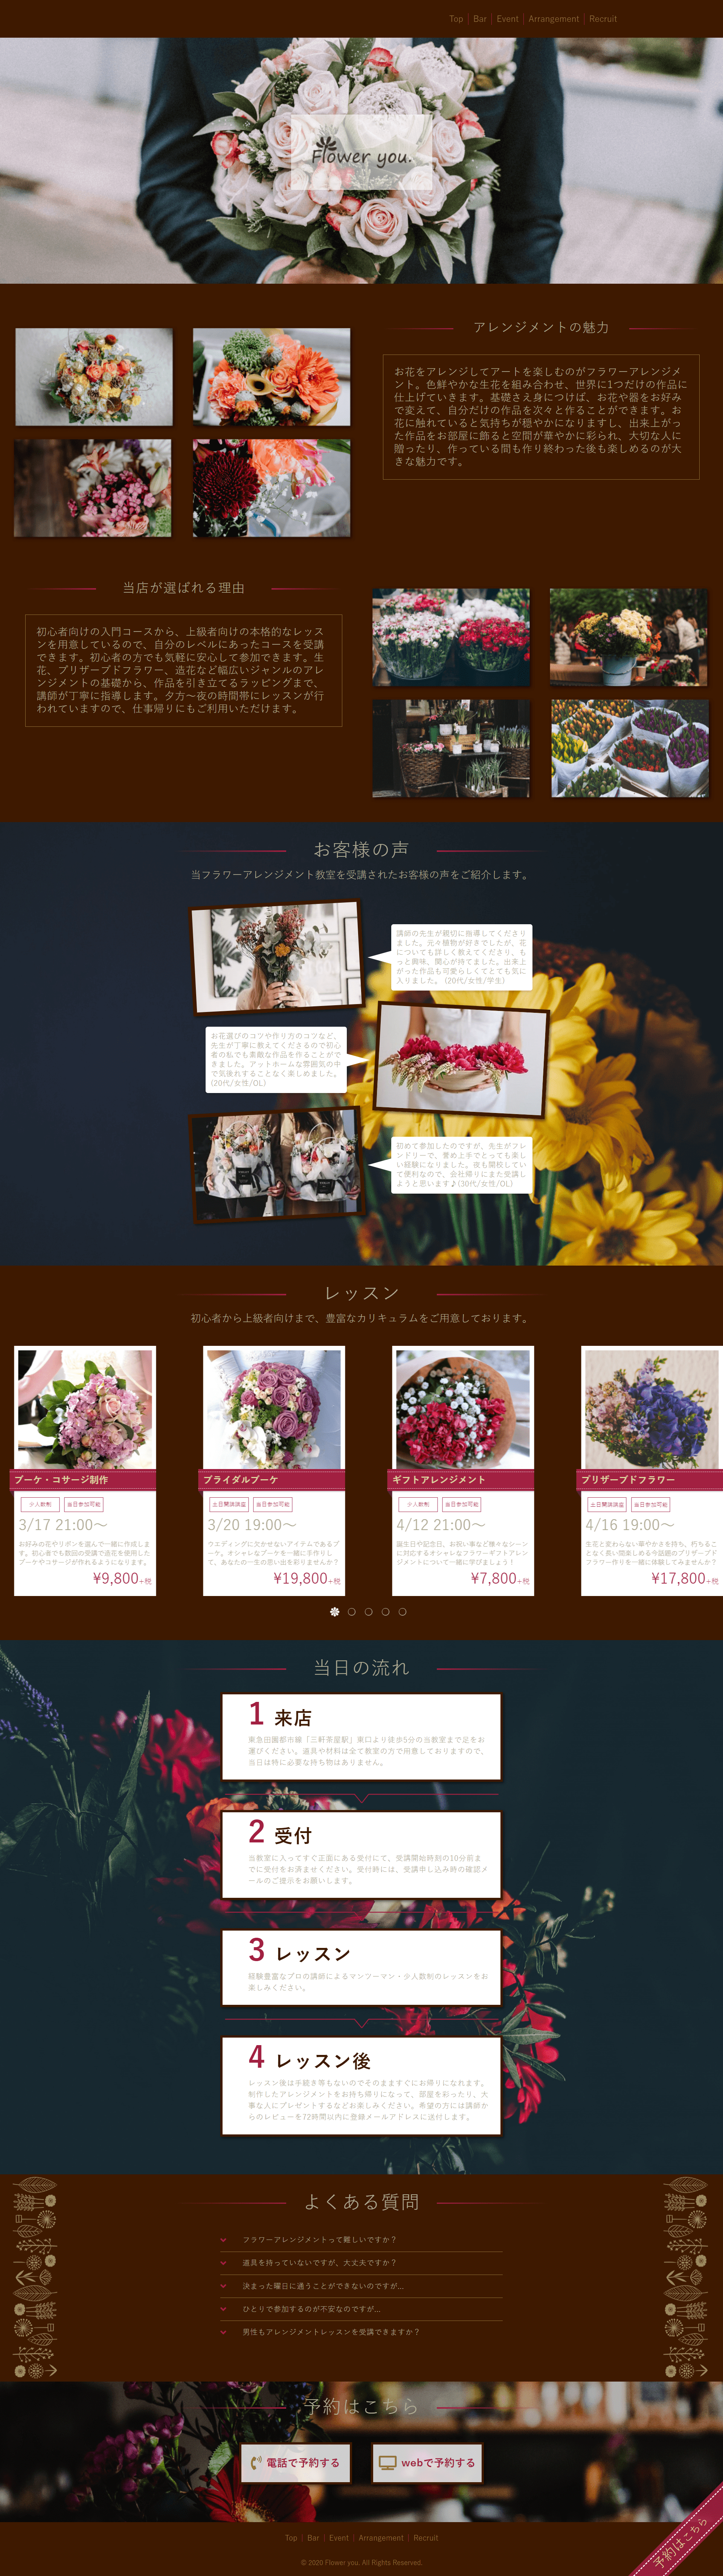 Top | Bar | Event | Arrangement | Recruit
Flower you.
アレンジメントの魅力
お花をアレンジしてアートを楽しむのがフラワーアレンジメ
ント。色鮮やかな生花を組み合わせ、世界に1つだけの作品に
仕上げていきます。基礎さえ身につけば、お花や器をお好み
で変えて、自分だけの作品を次々と作ることができます。お
花に触れていると気持ちが穏やかになりますし、出来上がっ
た作品をお部屋に飾ると空間が華やかに彩られ、大切な人に
贈ったり、作っている間も作り終わった後も楽しめるのが大
きな魅力です。
当店が選ばれる理由
初心者向けの入門コースから、上級者向けの本格的なレッス
ンを用意しているので、自分のレベルにあったコースを受講
できます。初心者の方でも気軽に安心して参加できます。生
花、プリザーブドフラワー、造花など幅広いジャンルのアレ
ンジメントの基礎から、作品を引き立てるラッピングまで、
講師が丁寧に指導します。夕方〜夜の時間帯にレッスンが行
われていますので、仕事帰りにもご利用いただけます。
お客様の声
当フラワーアレンジメント教室を受講されたお客様の声をご紹介します。
講師の先生が親切に指導してくださり
ました。元々植物が好きでしたが、花
についても詳しく教えてくださり、も
っと興味、関心が持てました。出来上
がった作品も可愛らしくてとても気に
入りました。 (20代/女性/学生)
お花選びのコツや作り方のコツなど、
先生が丁寧に教えてくださるので初心
者の私でも素敵な作品を作ることがで
きました。アットホームな雰囲気の中
で気後れすることなく楽しめました。
(20代/女性/OL)
初めて参加したのですが、先生がフレ
ンドリーで、誉め上手でとっても楽し
い経験になりました。夜も開校してい
て便利なので、会社帰りにまた受講し
ようと思います♪(30代/女性/OL)
レッスン
初心者から上級者向けまで、豊富なカリキュラムをご用意しております。
ブーケ・コサージ制作
少人数制 当日参加可能
3/17 21:00〜
お好みの花やリボンを選んで一緒に作成しま
す。初心者でも数回の受講で造花を使用した
ブーケやコサージが作れるようになります。
¥9,800+税
ブライダルブーケ
土日開講講座 当日参加可能
3/20 19:00〜
ウエディングに欠かせないアイテムであるブ
ーケ。オシャレなブーケを一緒に手作りし
て、あなたの一生の思い出を彩りませんか？
¥19,800+税
ギフトアレンジメント
少人数制 当日参加可能
4/12 21:00〜
誕生日や記念日、お祝い事など様々なシーン
に対応するオシャレなフラワーギフトアレン
ジメントについて一緒に学びましょう！
¥7,800+税
プリザーブドフラワー
土日開講講座 当日参加可能
4/16 19:00〜
生花と変わらない華やかさを持ち、朽ちるこ
となく長い間楽しめる今話題のプリザーブド
フラワー作りを一緒に体験してみませんか？
¥17,800+税
当日の流れ
1 来店
東急田園都市線「三軒茶屋駅」東口より徒歩5分の当教室まで足をお
運びください。道具や材料は全て教室の方で用意しておりますので、
当日は特に必要な持ち物はありません。
2 受付
当教室に入ってすぐ正面にある受付にて、受講開始時刻の10分前ま
でに受付をお済ませください。受付時には、受講申し込み時の確認メ
ールのご提示をお願いします。
3 レッスン
経験豊富なプロの講師によるマンツーマン・少人数制のレッスンをお
楽しみください。
4 レッスン後
レッスン後は手続き等もないのでそのまますぐにお帰りになれます。
制作したアレンジメントをお持ち帰りになって、部屋を彩ったり、大
事な人にプレゼントするなどお楽しみください。希望の方には講師か
らのレビューを72時間以内に登録メールアドレスに送付します。
よくある質問
フラワーアレンジメントって難しいですか？
道具を持っていないですが、大丈夫ですか？
決まった曜日に通うことができないのですが...
ひとりで参加するのが不安なのですが...
男性もアレンジメントレッスンを受講できますか？
予約はこちら
電話で予約する
webで予約する
予約はこちら
Top | Bar | Event | Arrangement | Recruit
© 2020 Flower you. All Rights Reserved.